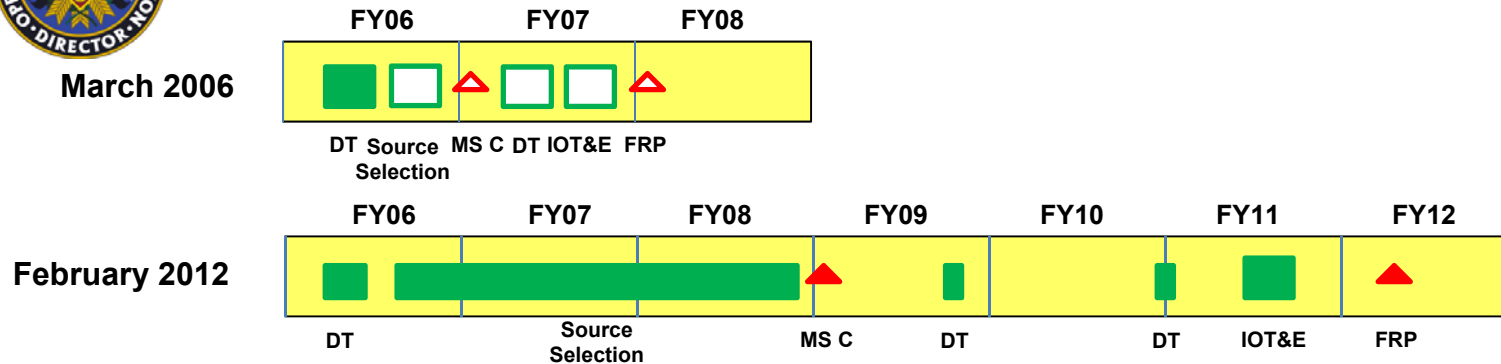 FY06 FY07 FY08
DIRECTOR
March 2006
DT Source Selection MS C DT IOT&E FRP
FY06 FY07 FY08 FY09 FY10 FY11 FY12
February 2012
DT Source Selection MS C DT DT IOT&E FRP